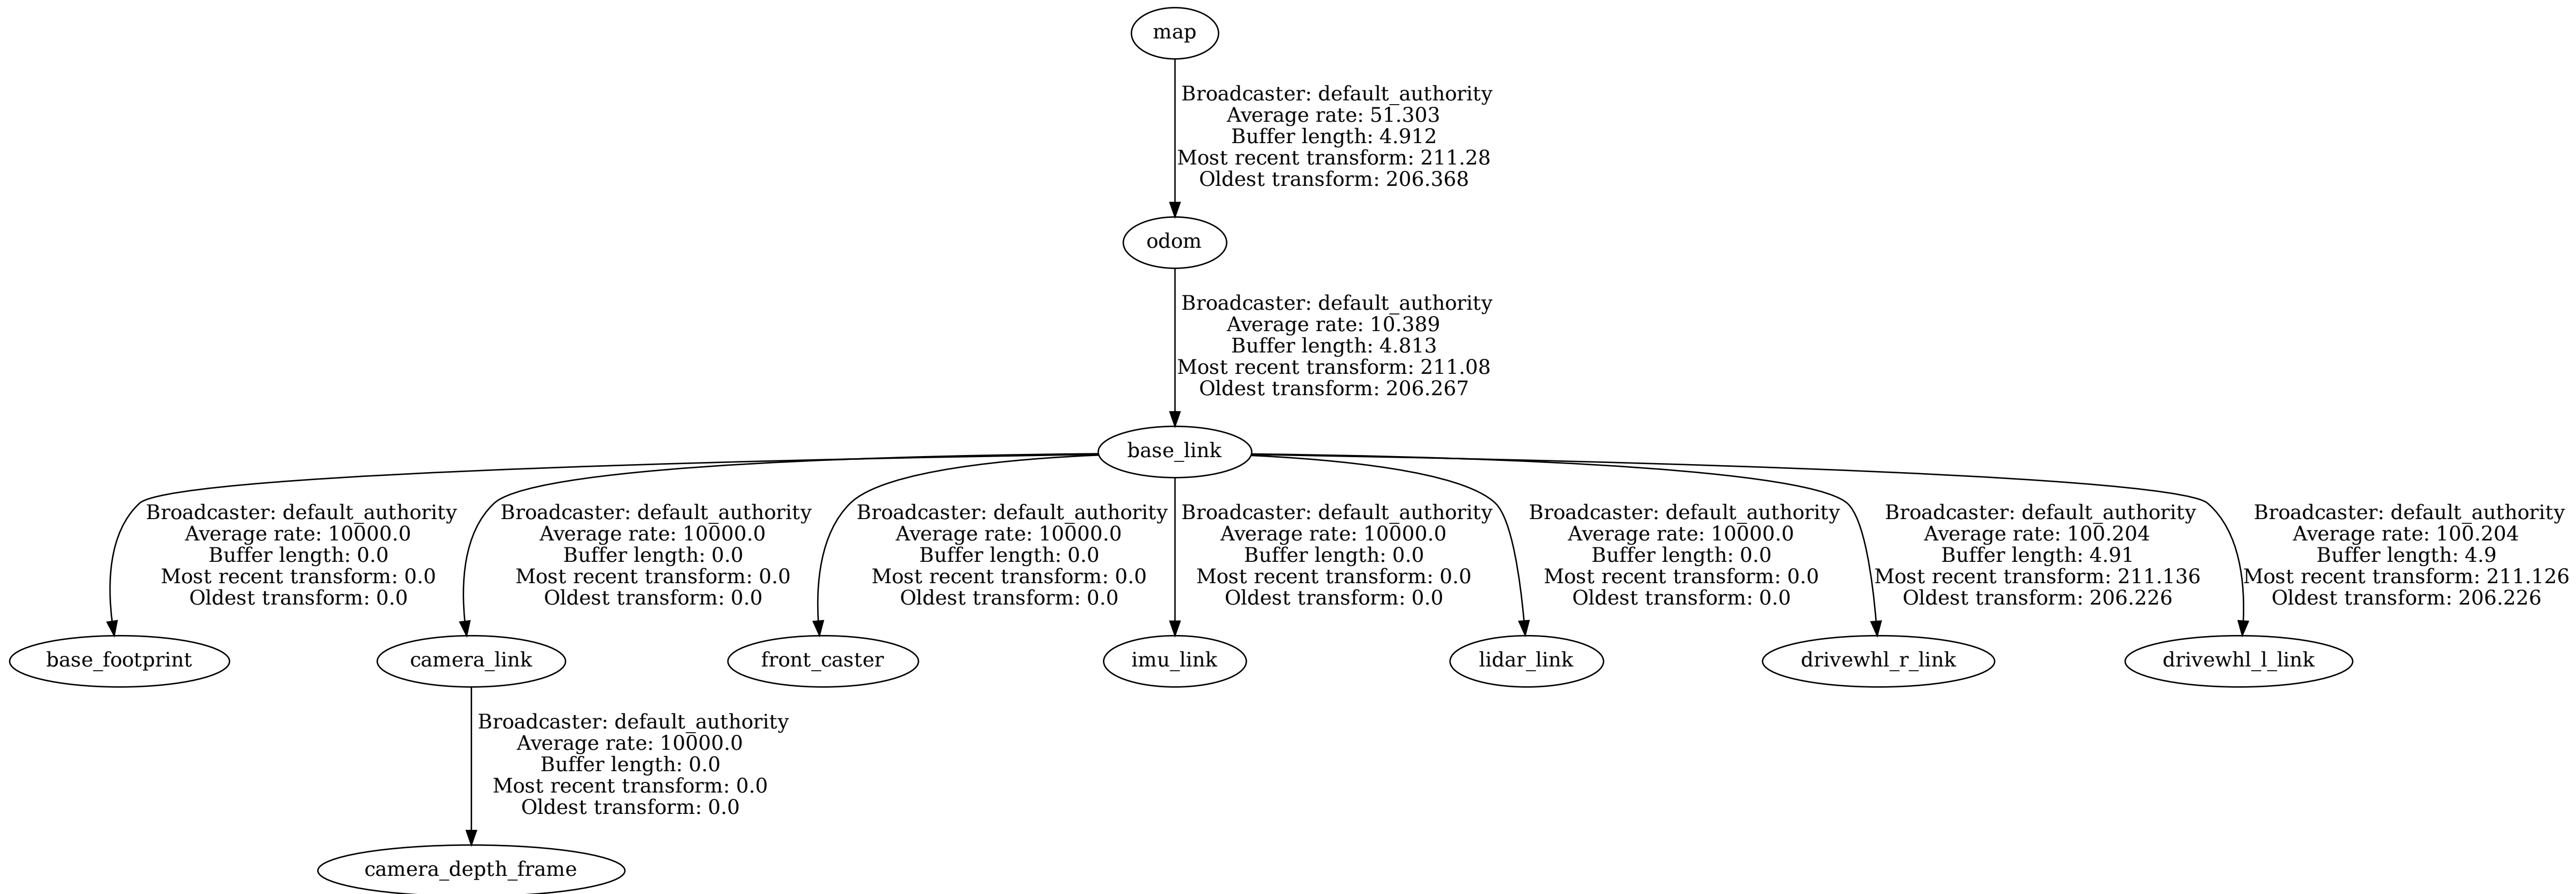 map
Broadcaster: default_authority
Average rate: 51.303
Buffer length: 4.912
Most recent transform: 211.28
Oldest transform: 206.368
odom
Broadcaster: default_authority
Average rate: 10.389
Buffer length: 4.813
Most recent transform: 211.08
Oldest transform: 206.267
base_link
Broadcaster: default_authority
Average rate: 10000.0
Buffer length: 0.0
Most recent transform: 0.0
Oldest transform: 0.0
Broadcaster: default_authority
Average rate: 10000.0
Buffer length: 0.0
Most recent transform: 0.0
Oldest transform: 0.0
Broadcaster: default_authority
Average rate: 10000.0
Buffer length: 0.0
Most recent transform: 0.0
Oldest transform: 0.0
Broadcaster: default_authority
Average rate: 10000.0
Buffer length: 0.0
Most recent transform: 0.0
Oldest transform: 0.0
Broadcaster: default_authority
Average rate: 10000.0
Buffer length: 0.0
Most recent transform: 0.0
Oldest transform: 0.0
Broadcaster: default_authority
Average rate: 100.204
Buffer length: 4.91
Most recent transform: 211.136
Oldest transform: 206.226
Broadcaster: default_authority
Average rate: 100.204
Buffer length: 4.9
Most recent transform: 211.126
Oldest transform: 206.226
base_footprint
camera_link
front_caster
imu_link
lidar_link
drivewhl_r_link
drivewhl_l_link
Broadcaster: default_authority
Average rate: 10000.0
Buffer length: 0.0
Most recent transform: 0.0
Oldest transform: 0.0
camera_depth_frame